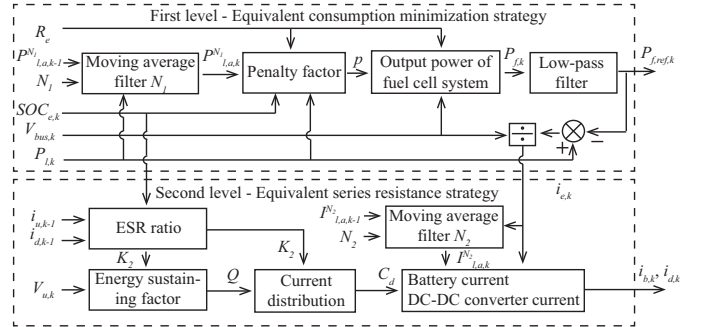 First level - Equivalent consumption minimization strategy
R_e
P^{N_1}_{l,a,k-1}
N_1
Moving average
filter N_1
P^{N_1}_{l,a,k}
Penalty factor
p
Output power of
fuel cell system
P_{f,k}
Low-pass
filter
P_{f,ref,k}
SOC_{e,k}
V_{bus,k}
P_{l,k}
÷
+
−
i_{e,k}
Second level - Equivalent series resistance strategy
i_{u,k-1}
i_{d,k-1}
ESR ratio
K_2
K_2
I^{N_2}_{l,a,k-1}
N_2
Moving average
filter N_2
I^{N_2}_{l,a,k}
V_{u,k}
Energy sustain-
ing factor
Q
Current
distribution
C_d
Battery current
DC-DC converter current
i_{b,k}, i_{d,k}